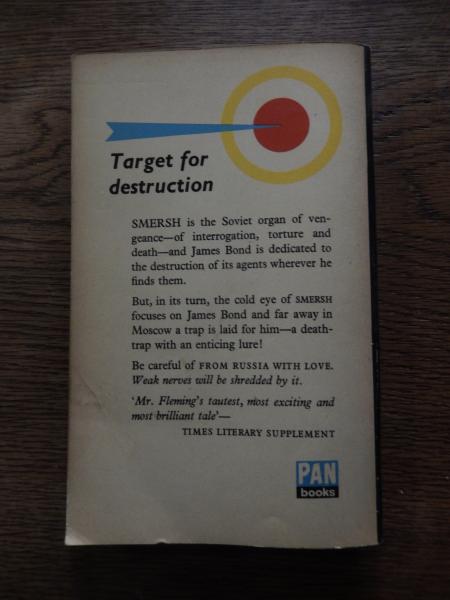 Target for
destruction
SMERSH is the Soviet organ of ven-
geance—of interrogation, torture and
death—and James Bond is dedicated to
the destruction of its agents wherever he
finds them.
But, in its turn, the cold eye of SMERSH
focuses on James Bond and far away in
Moscow a trap is laid for him—a death-
trap with an enticing lure!
Be careful of FROM RUSSIA WITH LOVE.
Weak nerves will be shredded by it.
'Mr. Fleming's tautest, most exciting and
most brilliant tale'—
TIMES LITERARY SUPPLEMENT
PAN
books